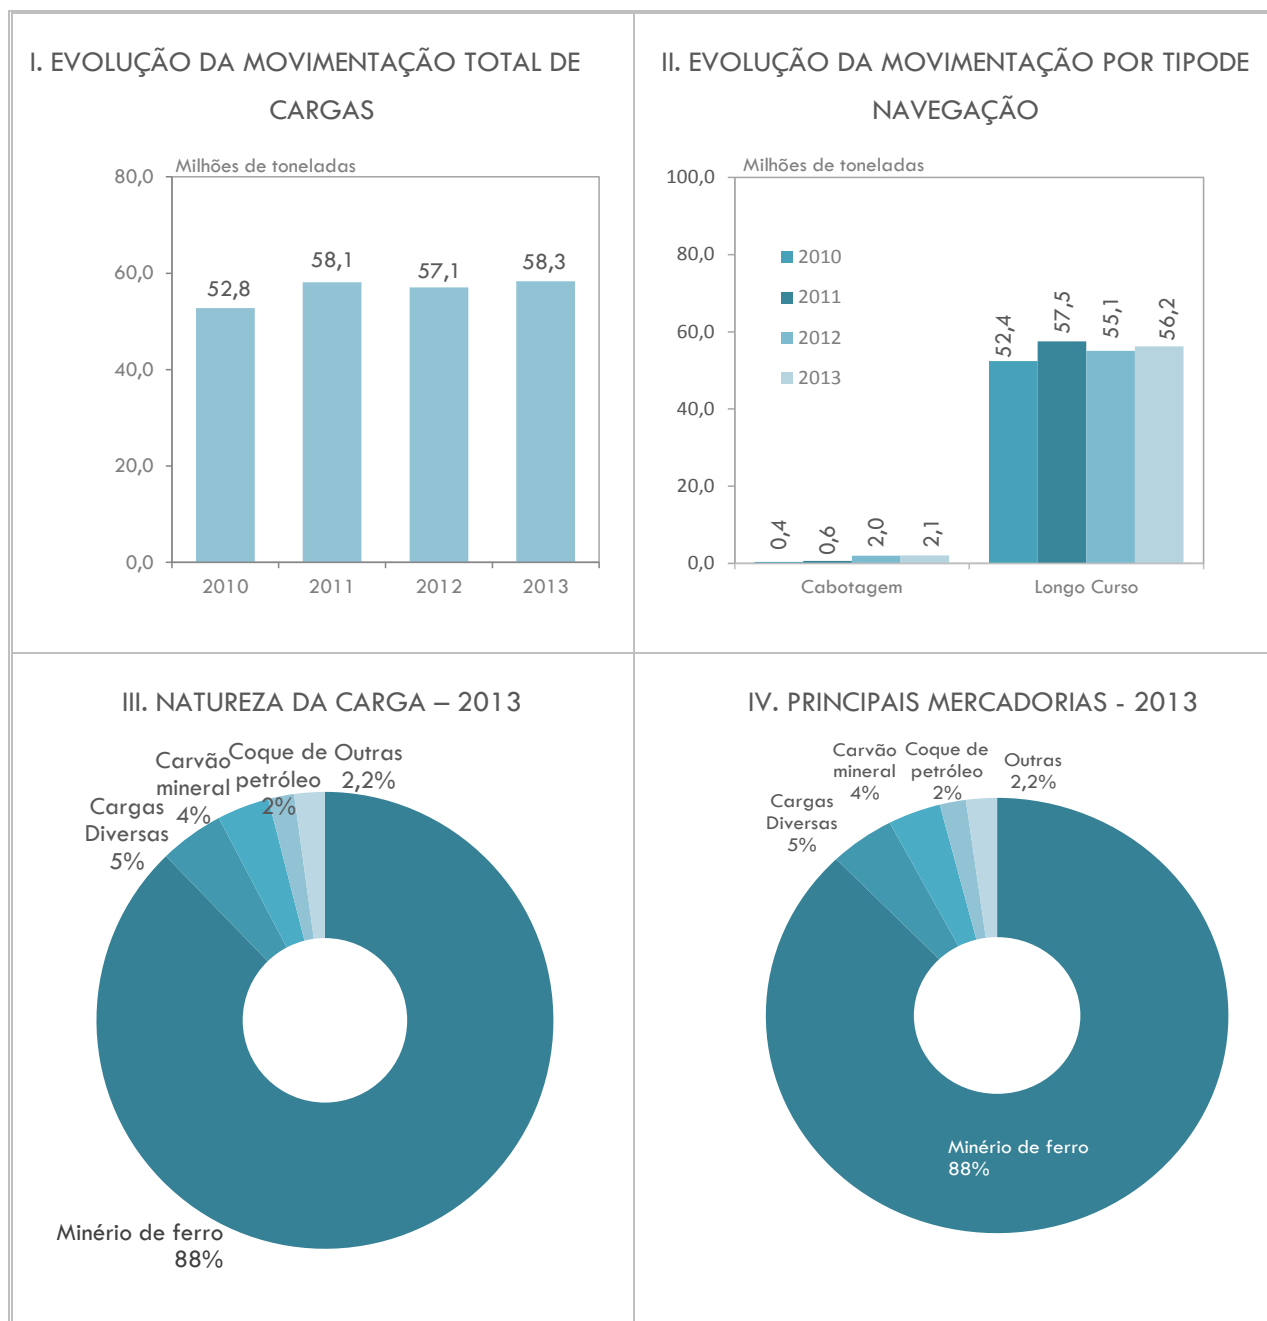 I. EVOLUÇÃO DA MOVIMENTAÇÃO TOTAL DE
CARGAS
Milhões de toneladas
80,0
60,0
40,0
20,0
0,0
52,8
58,1
57,1
58,3
2010
2011
2012
2013
II. EVOLUÇÃO DA MOVIMENTAÇÃO POR TIPODE
NAVEGAÇÃO
Milhões de toneladas
100,0
80,0
60,0
40,0
20,0
0,0
2010
2011
2012
2013
0,4
0,6
2,0
2,1
52,4
57,5
55,1
56,2
Cabotagem
Longo Curso
III. NATUREZA DA CARGA – 2013
Cargas
Diversas
5%
Carvão
mineral
4%
Coque de
petróleo
2%
Outras
2,2%
Minério de ferro
88%
IV. PRINCIPAIS MERCADORIAS - 2013
Cargas
Diversas
5%
Carvão
mineral
4%
Coque de
petróleo
2%
Outras
2,2%
Minério de ferro
88%